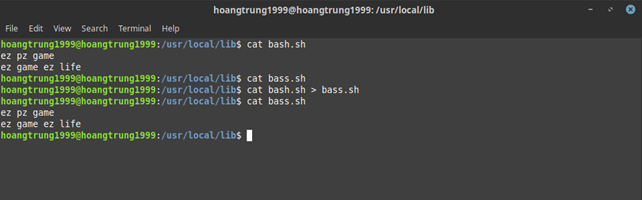 hoangtrung1999@hoangtrung1999: /usr/local/lib
File Edit View Search Terminal Help
hoangtrung1999@hoangtrung1999:/usr/local/lib$ cat bash.sh
ez pz game
ez game ez life
hoangtrung1999@hoangtrung1999:/usr/local/lib$ cat bass.sh
hoangtrung1999@hoangtrung1999:/usr/local/lib$ cat bash.sh > bass.sh
hoangtrung1999@hoangtrung1999:/usr/local/lib$ cat bass.sh
ez pz game
ez game ez life
hoangtrung1999@hoangtrung1999:/usr/local/lib$